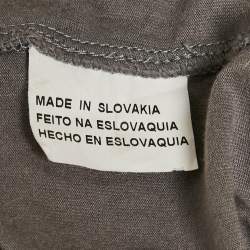 MADE IN SLOVAKIA
FEITO NA ESLOVAQUIA
HECHO EN ESLOVAQUIA